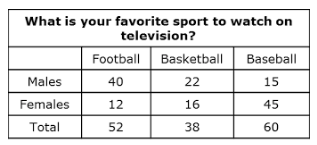 What is your favorite sport to watch on
television?
Football Basketball Baseball
Males 40 22 15
Females 12 16 45
Total 52 38 60